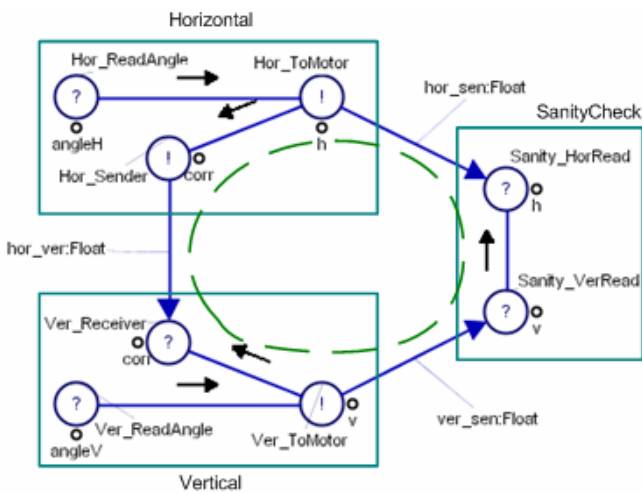 Horizontal
Hor_ReadAngle
Hor_ToMotor
?
!
angleH
h
!
corr
Hor_Sender
hor_sen:Float
SanityCheck
Sanity_HorRead
?
h
hor_ver:Float
Sanity_VerRead
?
v
Ver_Receiver
?
corr
?
!
v
Ver_ReadAngle
Ver_ToMotor
angleV
ver_sen:Float
Vertical